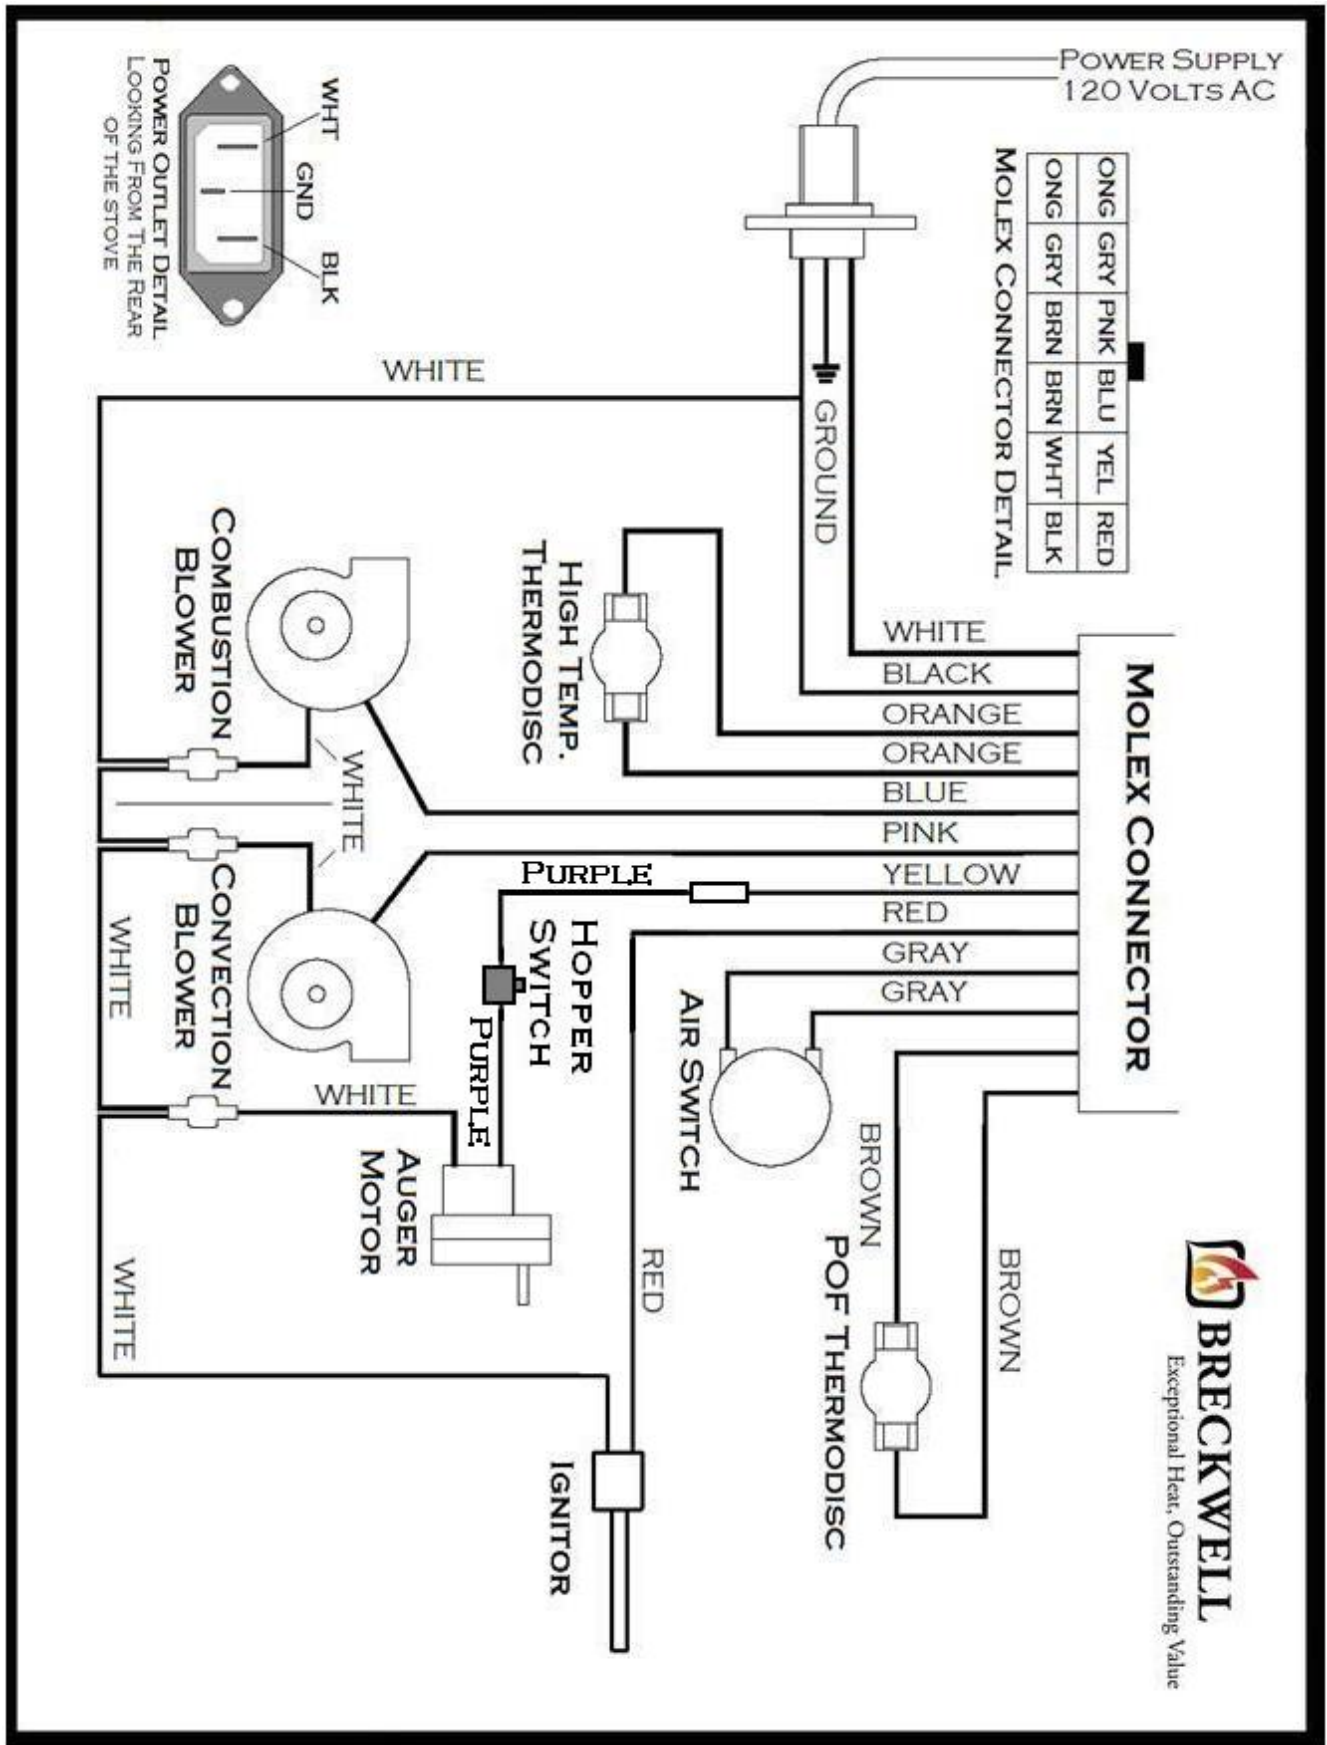 POWER SUPPLY
120 VOLTS AC
ONG GRY PNK BLU YEL RED
ONG GRY BRN BRN WHT BLK
MOLEX CONNECTOR DETAIL
WHT
GND
BLK
POWER OUTLET DETAIL
LOOKING FROM THE REAR
OF THE STOVE
WHITE
GROUND
WHITE
BLACK
ORANGE
ORANGE
BLUE
PINK
YELLOW
RED
GRAY
GRAY
MOLEX CONNECTOR
HIGH TEMP.
THERMODISC
COMBUSTION
BLOWER
WHITE
CONVECTION
BLOWER
WHITE
PURPLE
HOPPER
SWITCH
PURPLE
AIR SWITCH
WHITE
AUGER
MOTOR
BROWN
BROWN
POF THERMODISC
RED
WHITE
IGNITOR
BRECKWELL
Exceptional Heat, Outstanding Value